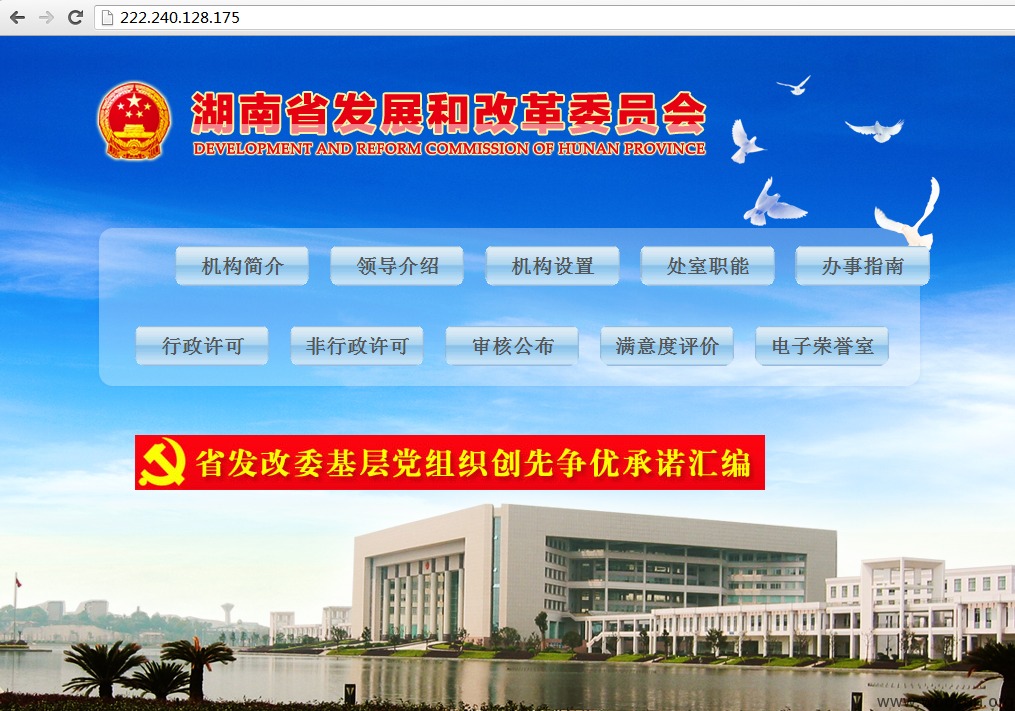 222.240.128.175
湖南省发展和改革委员会
DEVELOPMENT AND REFORM COMMISSION OF HUNAN PROVINCE
机构简介 领导介绍 机构设置 处室职能 办事指南
行政许可 非行政许可 审核公布 满意度评价 电子荣誉室
省发改委基层党组织创先争优承诺汇编